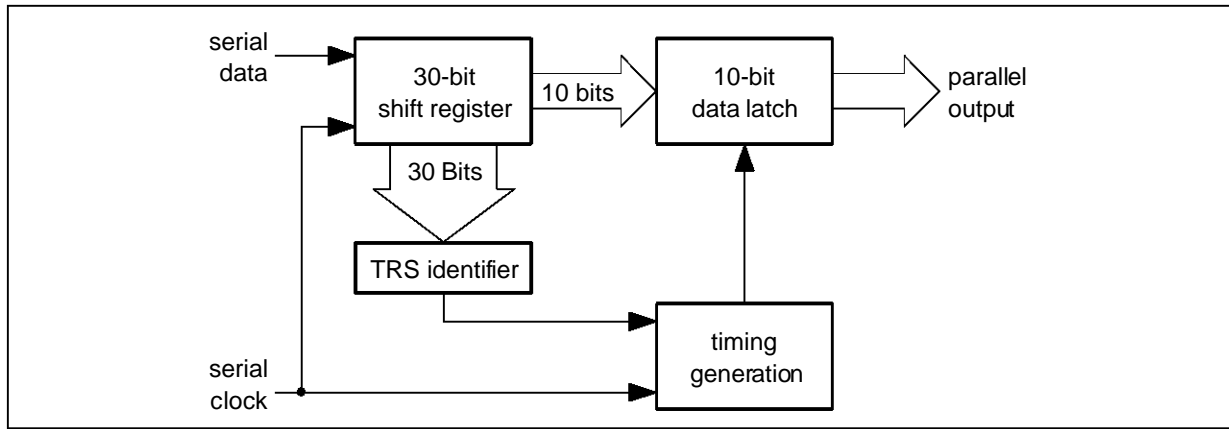 serial
data
30-bit
shift register
10 bits
10-bit
data latch
parallel
output
30 Bits
TRS identifier
timing
generation
serial
clock